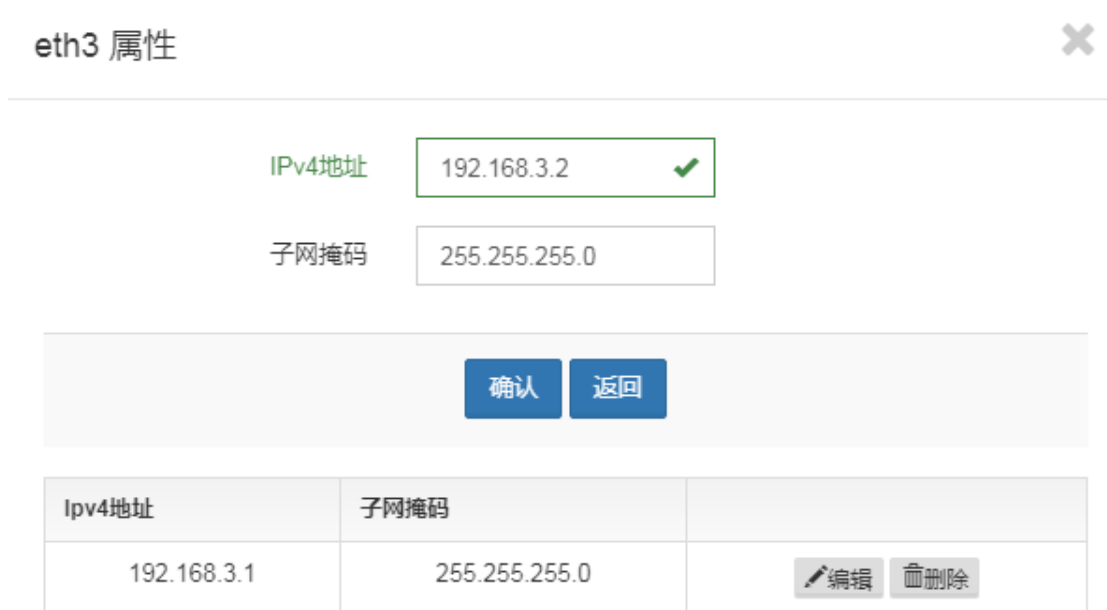 eth3 属性
IPv4地址 192.168.3.2
子网掩码 255.255.255.0
确认 返回
Ipv4地址 子网掩码
192.168.3.1 255.255.255.0 编辑 删除